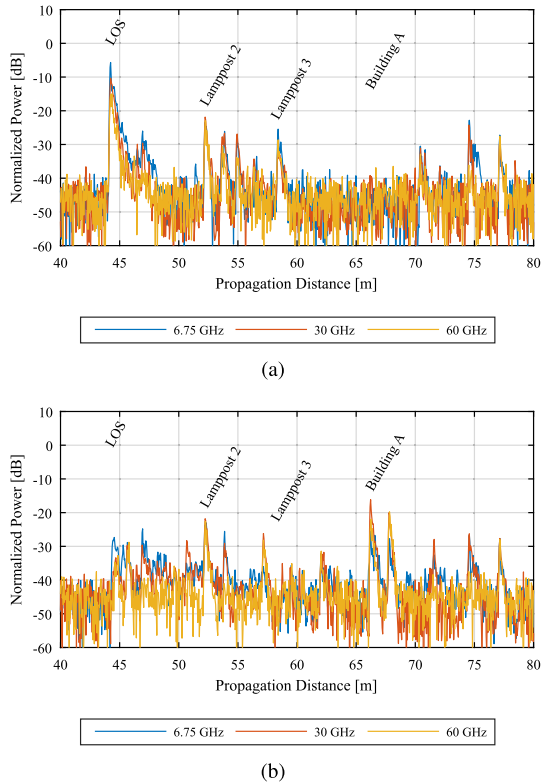 10
0
-10
-20
-30
-40
-50
-60
Normalized Power [dB]
LOS
Lamppost 2
Lamppost 3
Building A
40 45 50 55 60 65 70 75 80
Propagation Distance [m]
6.75 GHz 30 GHz 60 GHz
(a)
10
0
-10
-20
-30
-40
-50
-60
Normalized Power [dB]
LOS
Lamppost 2
Lamppost 3
Building A
40 45 50 55 60 65 70 75 80
Propagation Distance [m]
6.75 GHz 30 GHz 60 GHz
(b)